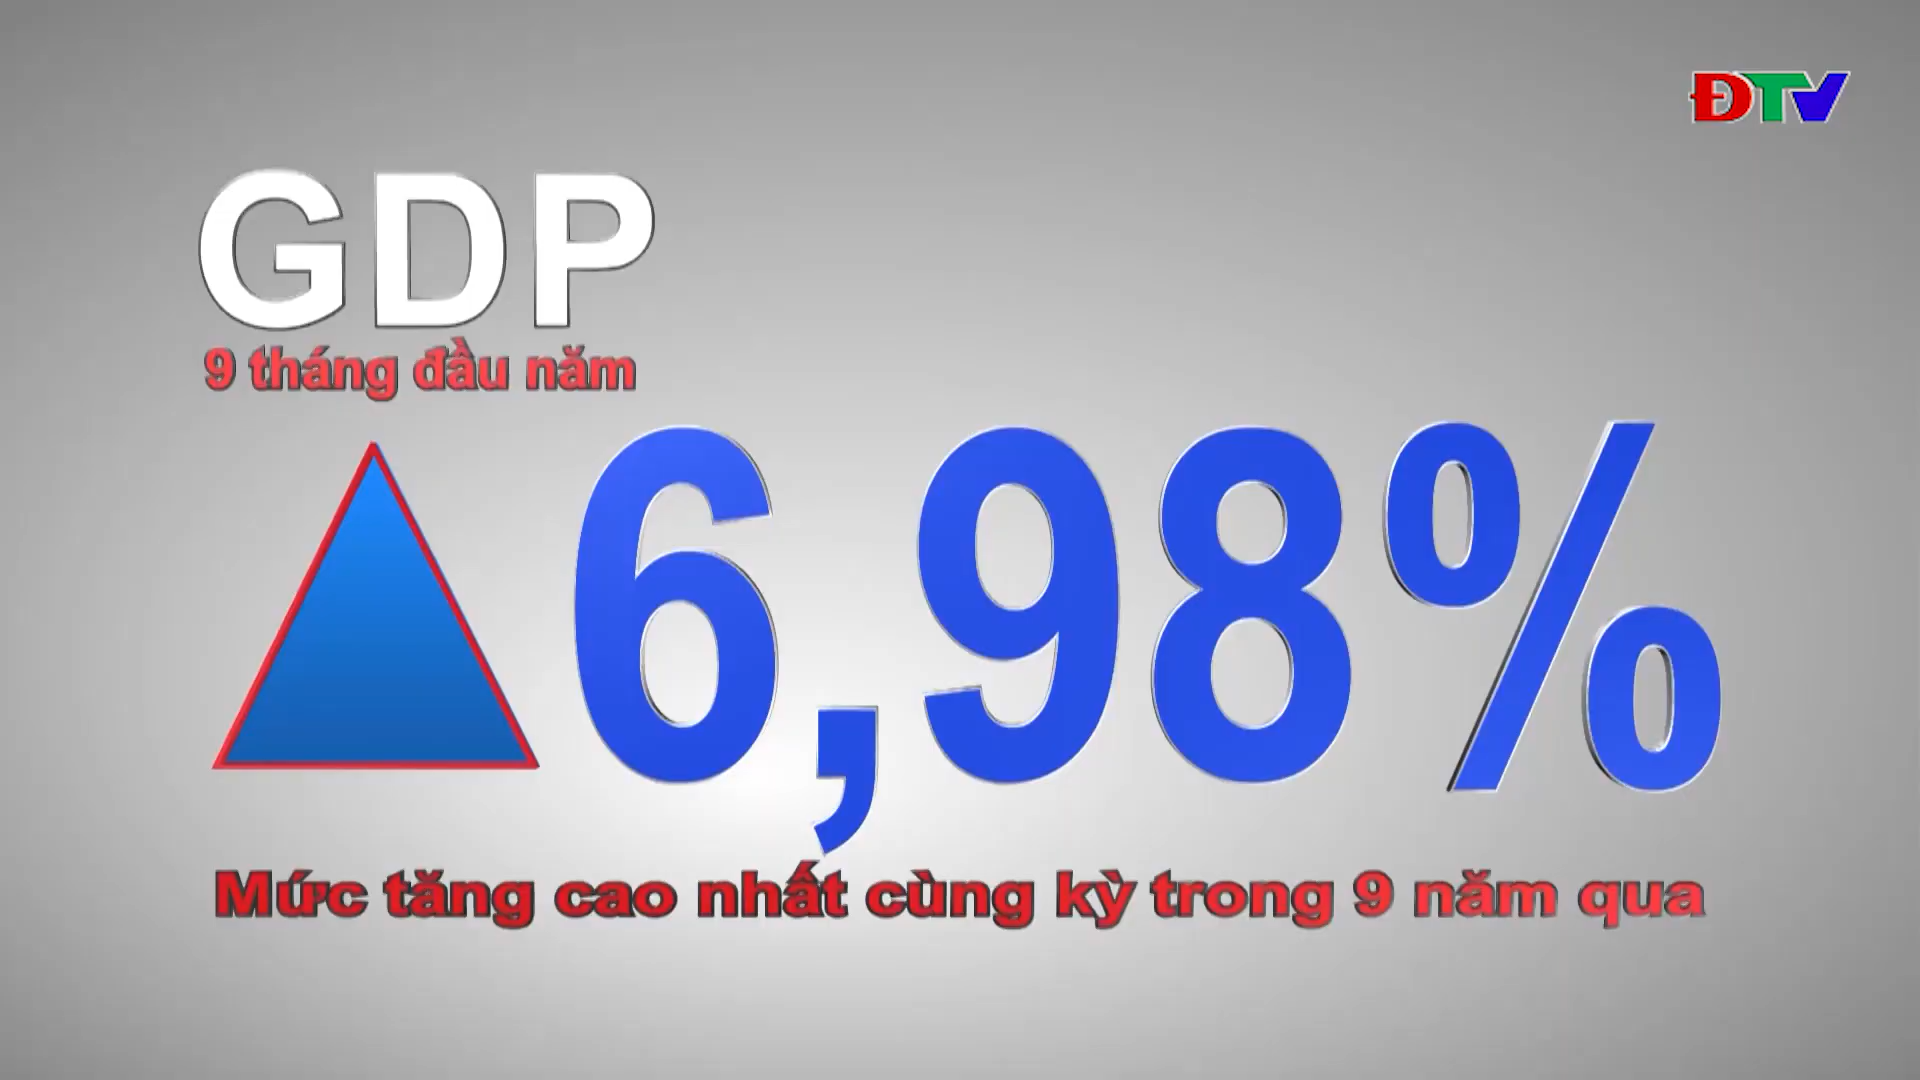 ĐTV
GDP
9 tháng đầu năm
6,98%
Mức tăng cao nhất cùng kỳ trong 9 năm qua